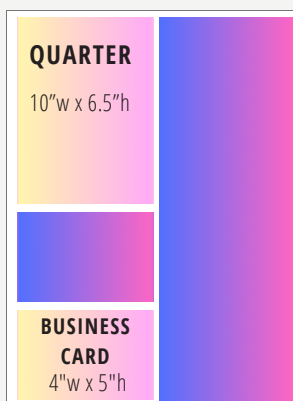 QUARTER
10”w x 6.5”h
BUSINESS
CARD
4"w x 5"h